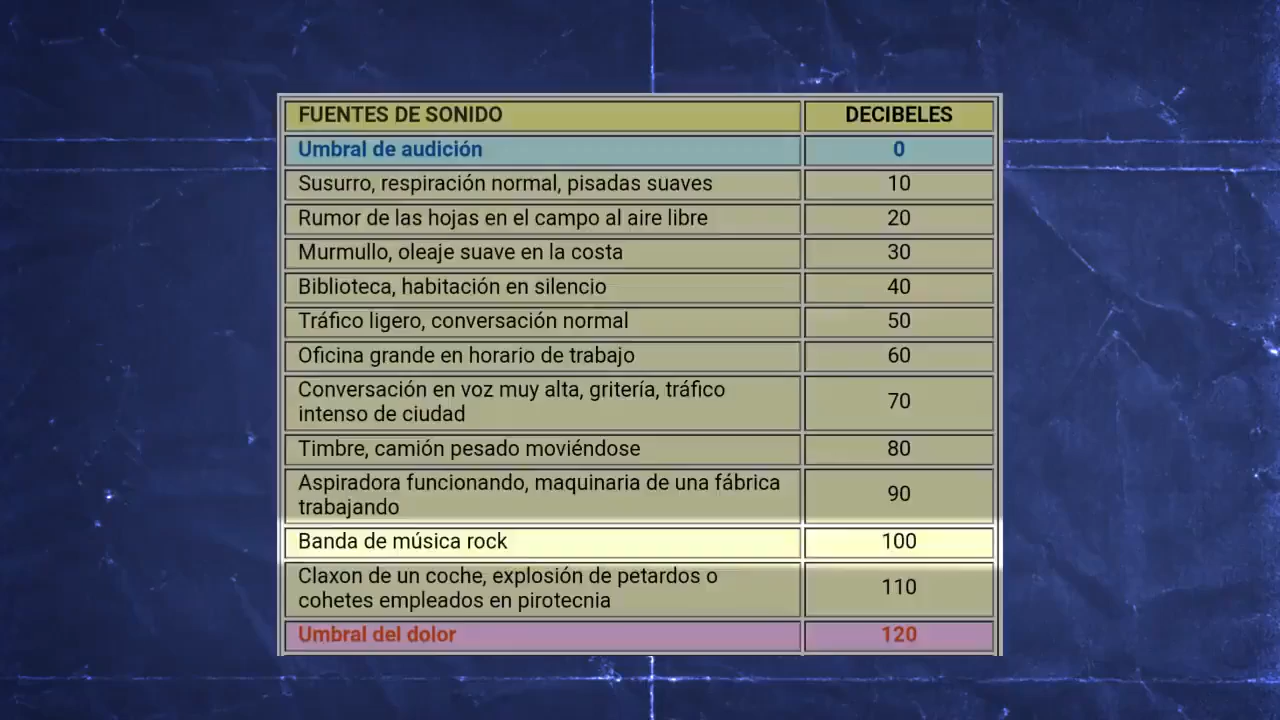 FUENTES DE SONIDO DECIBELES
Umbral de audición 0
Susurro, respiración normal, pisadas suaves 10
Rumor de las hojas en el campo al aire libre 20
Murmullo, oleaje suave en la costa 30
Biblioteca, habitación en silencio 40
Tráfico ligero, conversación normal 50
Oficina grande en horario de trabajo 60
Conversación en voz muy alta, gritería, tráfico
intenso de ciudad 70
Timbre, camión pesado moviéndose 80
Aspiradora funcionando, maquinaria de una fábrica
trabajando 90
Banda de música rock 100
Claxon de un coche, explosión de petardos o
cohetes empleados en pirotecnia 110
Umbral del dolor 120